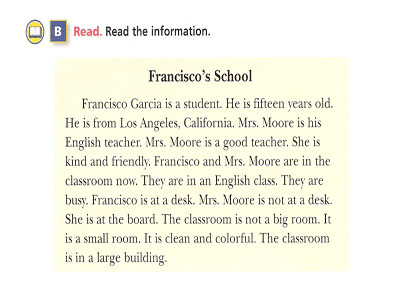 B Read. Read the information.
Francisco's School
Francisco Garcia is a student. He is fifteen years old.
He is from Los Angeles, California. Mrs. Moore is his
English teacher. Mrs. Moore is a good teacher. She is
kind and friendly. Francisco and Mrs. Moore are in the
classroom now. They are in an English class. They are
busy. Francisco is at a desk. Mrs. Moore is not at a desk.
She is at the board. The classroom is not a big room. It
is a small room. It is clean and colorful. The classroom
is in a large building.